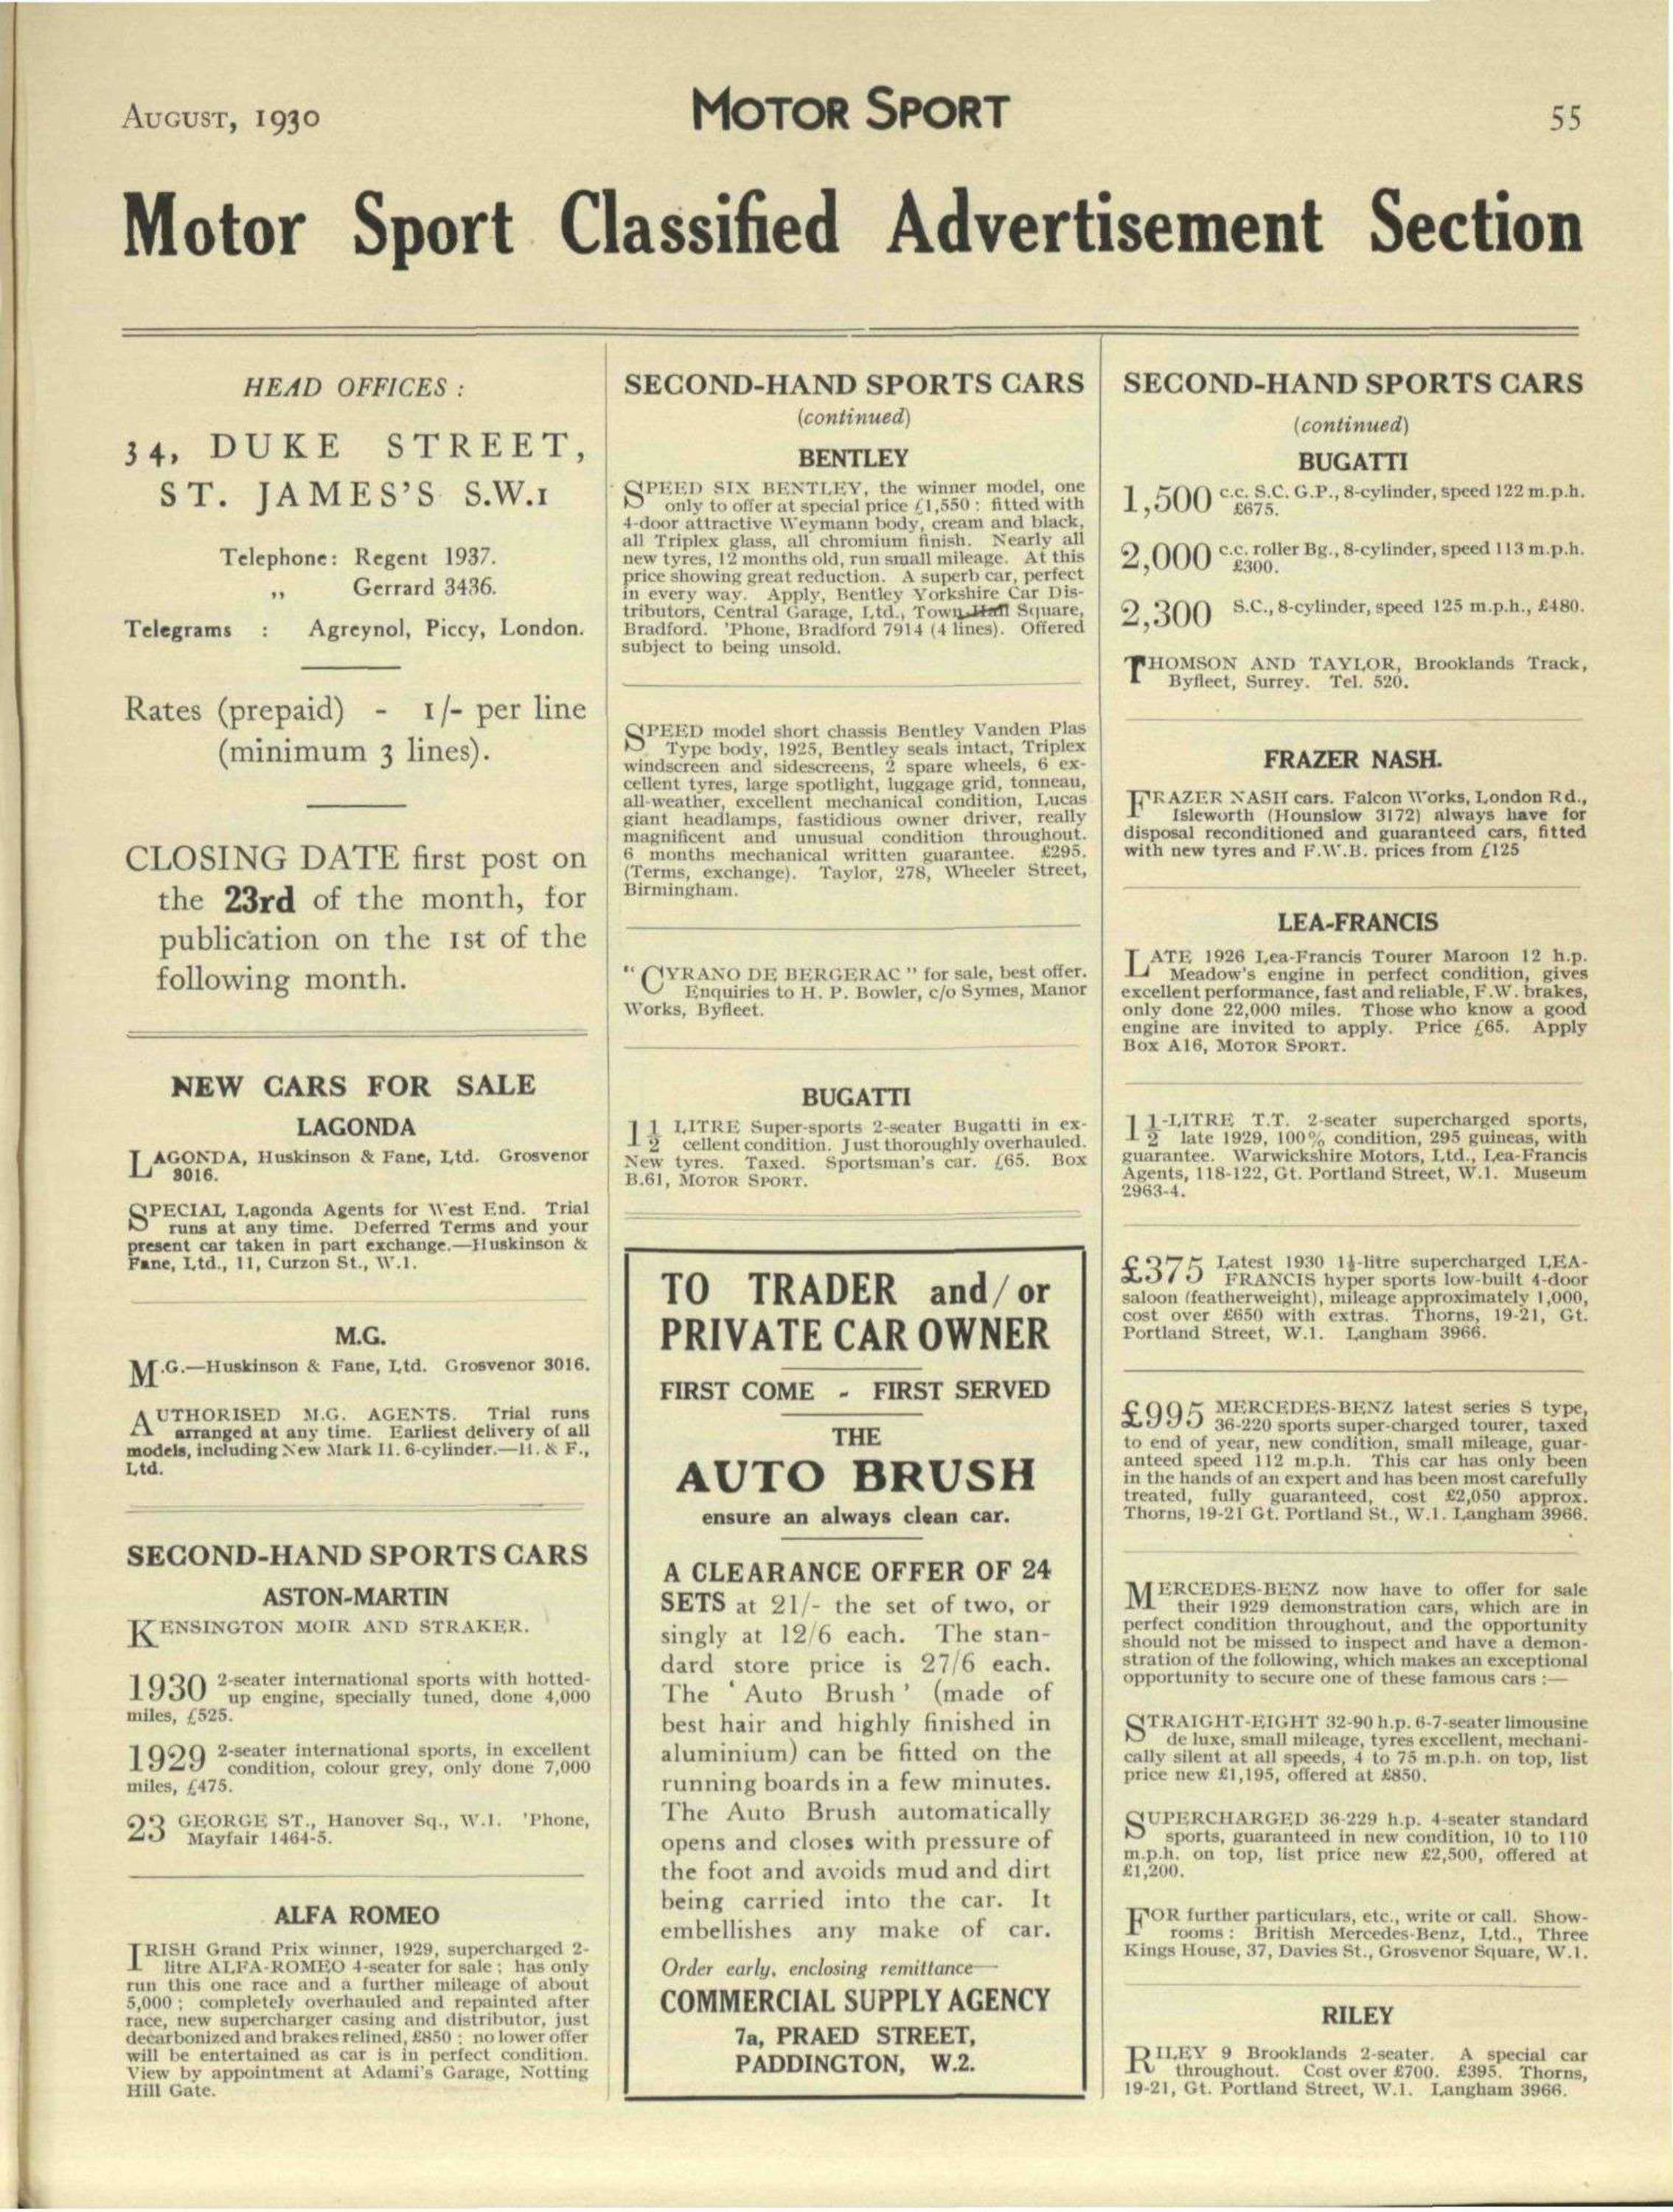 AUGUST, 1930
MOTOR SPORT
55
Motor Sport Classified Advertisement Section
HEAD OFFICES :
34, DUKE STREET,
ST. JAMES'S S.W.1
Telephone: Regent 1937.
,, Gerrard 3436.
Telegrams : Agreynol, Piccy, London.
Rates (prepaid) - 1/- per line
(minimum 3 lines).
CLOSING DATE first post on
the 23rd of the month, for
publication on the 1st of the
following month.
NEW CARS FOR SALE
LAGONDA
LAGONDA, Huskinson & Fane, Ltd. Grosvenor
3016.
SPECIAL Lagonda Agents for West End. Trial
runs at any time. Deferred Terms and your
present car taken in part exchange.—Huskinson &
Fane, Ltd., 11, Curzon St., W.1.
M.G.
M.G.—Huskinson & Fane, Ltd. Grosvenor 3016.
AUTHORISED M.G. AGENTS. Trial runs
arranged at any time. Earliest delivery of all
models, including New Mark II. 6-cylinder.—H. & F.,
Ltd.
SECOND-HAND SPORTS CARS
ASTON-MARTIN
KENSINGTON MOIR AND STRAKER.
1930 2-seater international sports with hotted-
up engine, specially tuned, done 4,000
miles, £525.
1929 2-seater international sports, in excellent
condition, colour grey, only done 7,000
miles, £475.
23 GEORGE ST., Hanover Sq., W.1. 'Phone,
Mayfair 1464-5.
ALFA ROMEO
IRISH Grand Prix winner, 1929, supercharged 2-
litre ALFA-ROMEO 4-seater for sale ; has only
run this one race and a further mileage of about
5,000 ; completely overhauled and repainted after
race, new supercharger casing and distributor, just
decarbonized and brakes relined, £850 ; no lower offer
will be entertained as car is in perfect condition.
View by appointment at Adami's Garage, Notting
Hill Gate.
SECOND-HAND SPORTS CARS
(continued)
BENTLEY
SPEED SIX BENTLEY, the winner model, one
only to offer at special price £1,550 : fitted with
4-door attractive Weymann body, cream and black,
all Triplex glass, all chromium finish. Nearly all
new tyres, 12 months old, run small mileage. At this
price showing great reduction. A superb car, perfect
in every way. Apply, Bentley Yorkshire Car Dis-
tributors, Central Garage, Ltd., Town Hall Square,
Bradford. 'Phone, Bradford 7914 (4 lines). Offered
subject to being unsold.
SPEED model short chassis Bentley Vanden Plas
Type body, 1925, Bentley seals intact, Triplex
windscreen and sidescreens, 2 spare wheels, 6 ex-
cellent tyres, large spotlight, luggage grid, tonneau,
all-weather, excellent mechanical condition, Lucas
giant headlamps, fastidious owner driver, really
magnificent and unusual condition throughout.
6 months mechanical written guarantee. £295.
(Terms, exchange). Taylor, 278, Wheeler Street,
Birmingham.
" CYRANO DE BERGERAC " for sale, best offer.
Enquiries to H. P. Bowler, c/o Symes, Manor
Works, Byfleet.
BUGATTI
1½ LITRE Super-sports 2-seater Bugatti in ex-
cellent condition. Just thoroughly overhauled.
New tyres. Taxed. Sportsman's car. £65. Box
B.61, MOTOR SPORT.
TO TRADER and/or
PRIVATE CAR OWNER
FIRST COME - FIRST SERVED
THE
AUTO BRUSH
ensure an always clean car.
A CLEARANCE OFFER OF 24
SETS at 21/- the set of two, or
singly at 12/6 each. The stan-
dard store price is 27/6 each.
The 'Auto Brush' (made of
best hair and highly finished in
aluminium) can be fitted on the
running boards in a few minutes.
The Auto Brush automatically
opens and closes with pressure of
the foot and avoids mud and dirt
being carried into the car. It
embellishes any make of car.
Order early, enclosing remittance—
COMMERCIAL SUPPLY AGENCY
7a, PRAED STREET,
PADDINGTON, W.2.
SECOND-HAND SPORTS CARS
(continued)
BUGATTI
1,500 c.c. S.C. G.P., 8-cylinder, speed 122 m.p.h.
£675.
2,000 c.c. roller Bg., 8-cylinder, speed 113 m.p.h.
£300.
2,300 S.C., 8-cylinder, speed 125 m.p.h., £480.
THOMSON AND TAYLOR, Brooklands Track,
Byfleet, Surrey. Tel. 520.
FRAZER NASH.
FRAZER NASH cars. Falcon Works, London Rd.,
Isleworth (Hounslow 3172) always have for
disposal reconditioned and guaranteed cars, fitted
with new tyres and F.W.B. prices from £125
LEA-FRANCIS
LATE 1926 Lea-Francis Tourer Maroon 12 h.p.
Meadow's engine in perfect condition, gives
excellent performance, fast and reliable, F.W. brakes,
only done 22,000 miles. Those who know a good
engine are invited to apply. Price £65. Apply
Box A16, MOTOR SPORT.
1½-LITRE T.T. 2-seater supercharged sports,
late 1929, 100% condition, 295 guineas, with
guarantee. Warwickshire Motors, Ltd., Lea-Francis
Agents, 118-122, Gt. Portland Street, W.1. Museum
2963-4.
£375 Latest 1930 1½-litre supercharged LEA-
FRANCIS hyper sports low-built 4-door
saloon (featherweight), mileage approximately 1,000,
cost over £650 with extras. Thorns, 19-21, Gt.
Portland Street, W.1. Langham 3966.
£995 MERCEDES-BENZ latest series S type,
36-220 sports super-charged tourer, taxed
to end of year, new condition, small mileage, guar-
anteed speed 112 m.p.h. This car has only been
in the hands of an expert and has been most carefully
treated, fully guaranteed, cost £2,050 approx.
Thorns, 19-21 Gt. Portland St., W.1. Langham 3966.
MERCEDES-BENZ now have to offer for sale
their 1929 demonstration cars, which are in
perfect condition throughout, and the opportunity
should not be missed to inspect and have a demon-
stration of the following, which makes an exceptional
opportunity to secure one of these famous cars :—
STRAIGHT-EIGHT 32-90 h.p. 6-7-seater limousine
de luxe, small mileage, tyres excellent, mechani-
cally silent at all speeds, 4 to 75 m.p.h. on top, list
price new £1,195, offered at £850.
SUPERCHARGED 36-229 h.p. 4-seater standard
sports, guaranteed in new condition, 10 to 110
m.p.h. on top, list price new £2,500, offered at
£1,200.
FOR further particulars, etc., write or call. Show-
rooms : British Mercedes-Benz, Ltd., Three
Kings House, 37, Davies St., Grosvenor Square, W.1.
RILEY
RILEY 9 Brooklands 2-seater. A special car
throughout. Cost over £700. £395. Thorns,
19-21, Gt. Portland Street, W.1. Langham 3966.